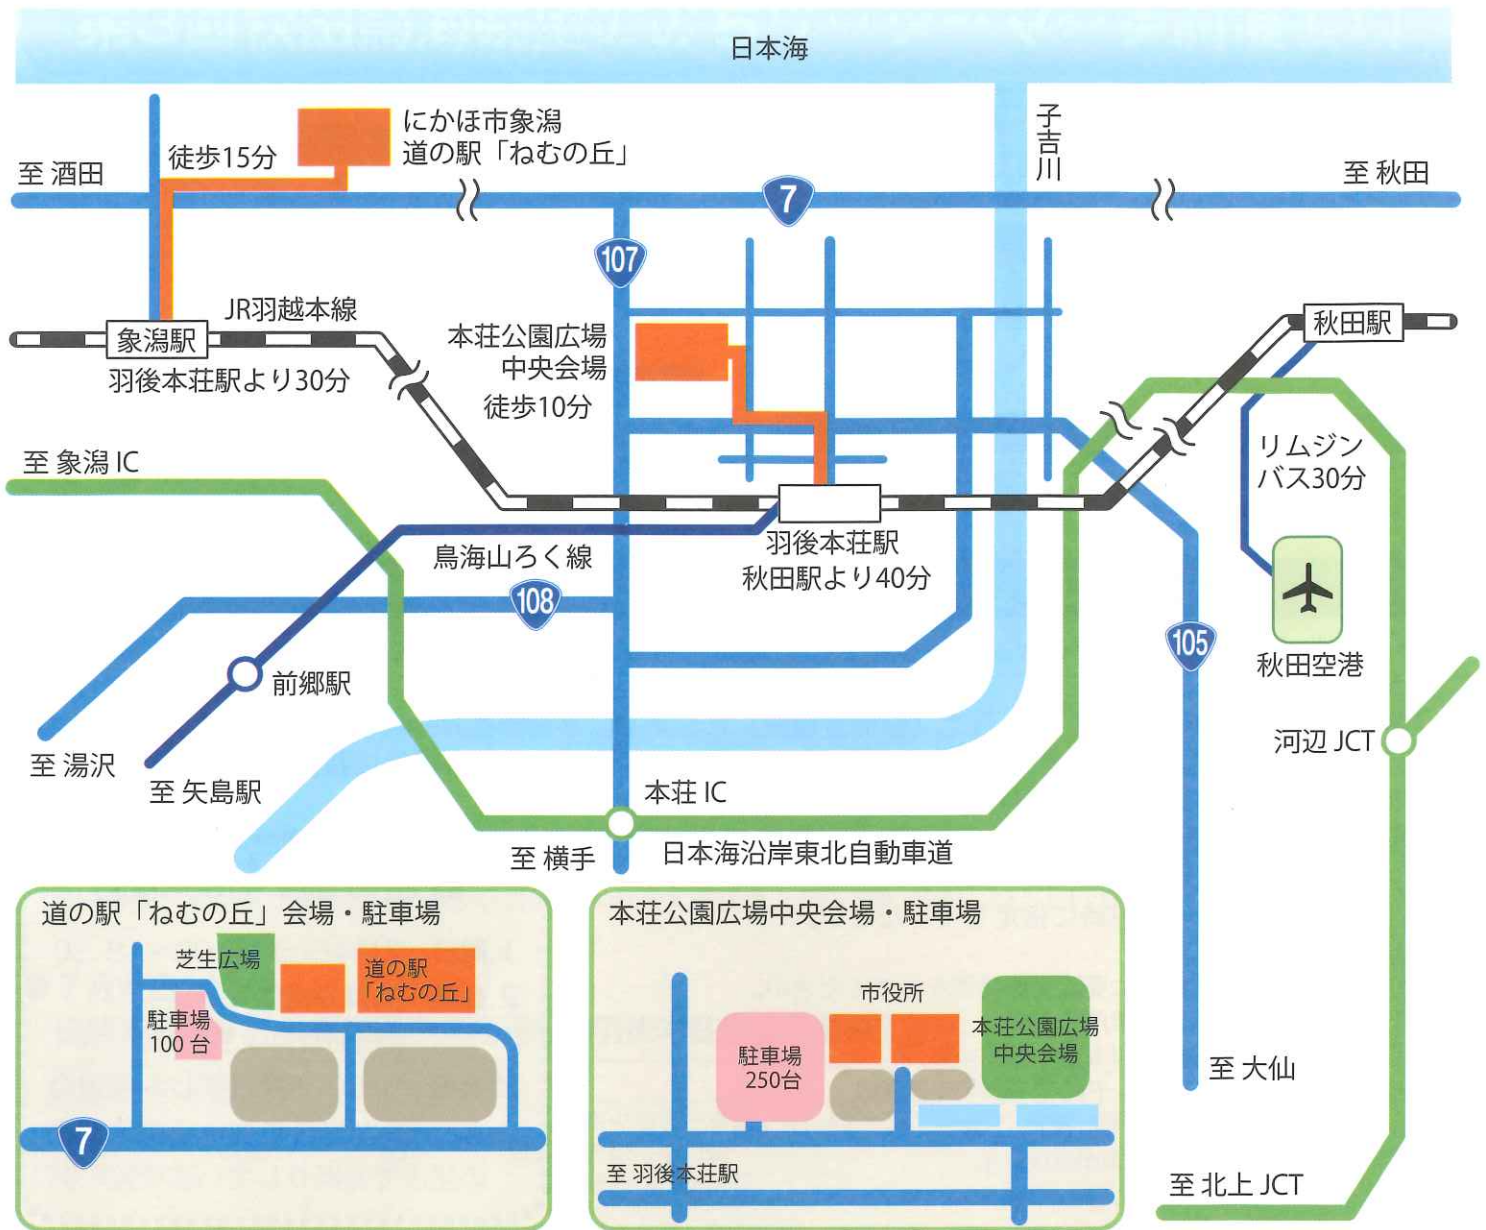 日本海
子吉川
にかほ市象潟
道の駅「ねむの丘」
徒歩15分
至 酒田
至 秋田
7
107
JR羽越本線
象潟駅
羽後本荘駅より30分
本荘公園広場
中央会場
徒歩10分
秋田駅
至 象潟 IC
リムジン
バス30分
鳥海山ろく線
羽後本荘駅
秋田駅より40分
108
105
秋田空港
前郷駅
河辺 JCT
至 湯沢
至 矢島駅
本荘 IC
至 横手
日本海沿岸東北自動車道
至 大仙
至 北上 JCT
道の駅「ねむの丘」会場・駐車場
芝生広場
道の駅
「ねむの丘」
駐車場
100 台
7
本荘公園広場中央会場・駐車場
市役所
本荘公園広場
中央会場
駐車場
250台
至 羽後本荘駅